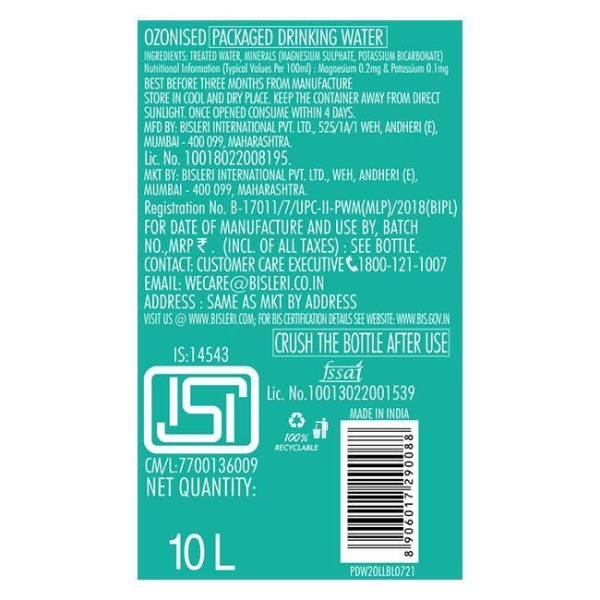 OZONISED PACKAGED DRINKING WATER
INGREDIENTS: TREATED WATER, MINERALS (MAGNESIUM SULPHATE, POTASSIUM BICARBONATE)
Nutritional Information (Typical Values Per 100ml) : Magnesium 0.2mg & Potassium 0.1mg
BEST BEFORE THREE MONTHS FROM MANUFACTURE
STORE IN COOL AND DRY PLACE. KEEP THE CONTAINER AWAY FROM DIRECT
SUNLIGHT. ONCE OPENED CONSUME WITHIN 4 DAYS.
MFD BY: BISLERI INTERNATIONAL PVT. LTD., 525/1A/1 WEH, ANDHERI (E),
MUMBAI - 400 099, MAHARASHTRA.
Lic. No. 10018022008195.
MKT BY: BISLERI INTERNATIONAL PVT. LTD., WEH, ANDHERI (E),
MUMBAI - 400 099, MAHARASHTRA.
Registration No. B-17011/7/UPC-II-PWM(MLP)/2018(BIPL)
FOR DATE OF MANUFACTURE AND USE BY, BATCH
NO.,MRP ₹ . (INCL. OF ALL TAXES) : SEE BOTTLE.
CONTACT: CUSTOMER CARE EXECUTIVE 1800-121-1007
EMAIL: WECARE@BISLERI.CO.IN
ADDRESS : SAME AS MKT BY ADDRESS
VISIT US @ WWW.BISLERI.COM; FOR BIS CERTIFICATION DETAILS SEE WEBSITE: WWW.BIS.GOV.IN
CRUSH THE BOTTLE AFTER USE
IS:14543
ISI
CM/L:7700136009
NET QUANTITY:
10 L
fssai
Lic. No.10013022001539
MADE IN INDIA
100%
RECYCLABLE
8906017290088
PDW20LLBL0721